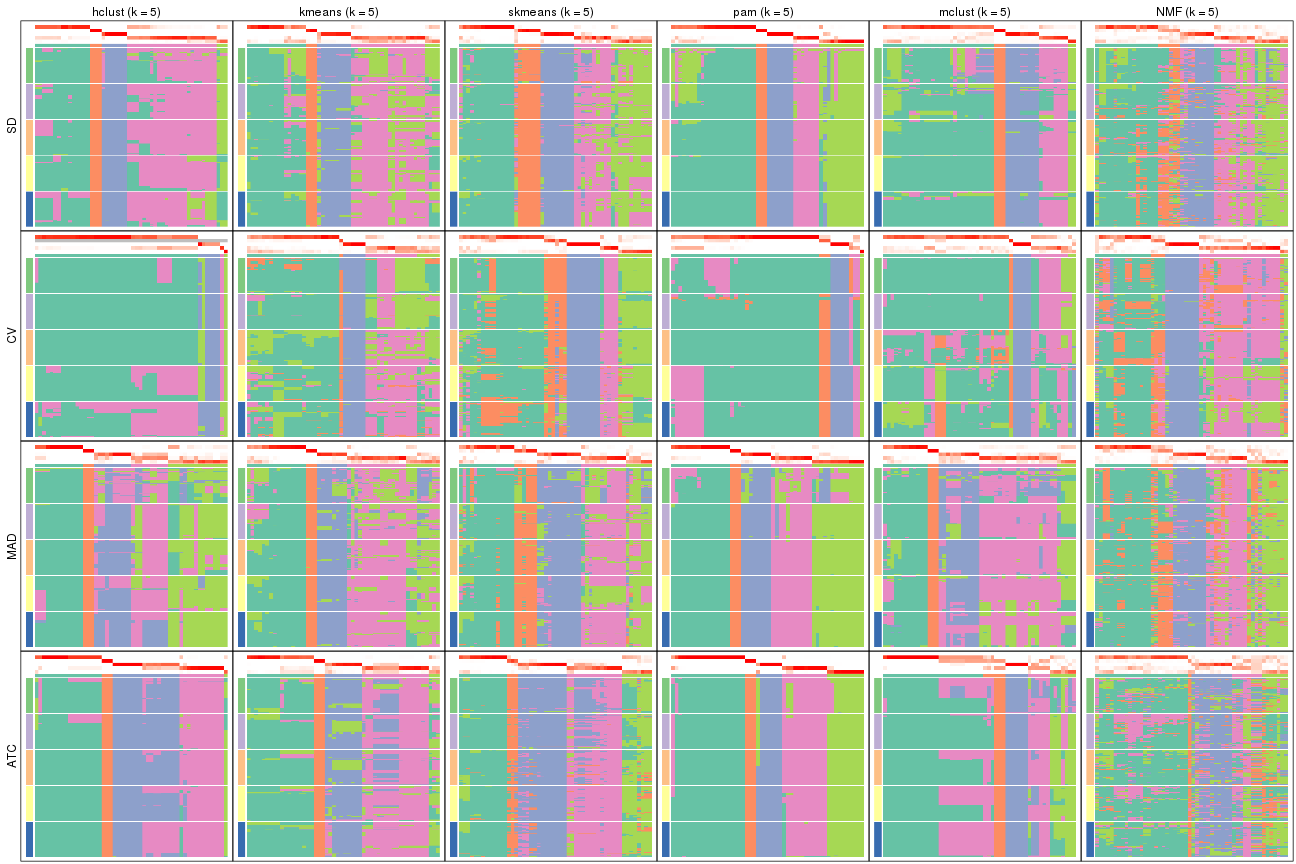 hclust (k = 5) kmeans (k = 5) skmeans (k = 5) pam (k = 5) mclust (k = 5) NMF (k = 5)
SD
CV
MAD
ATC